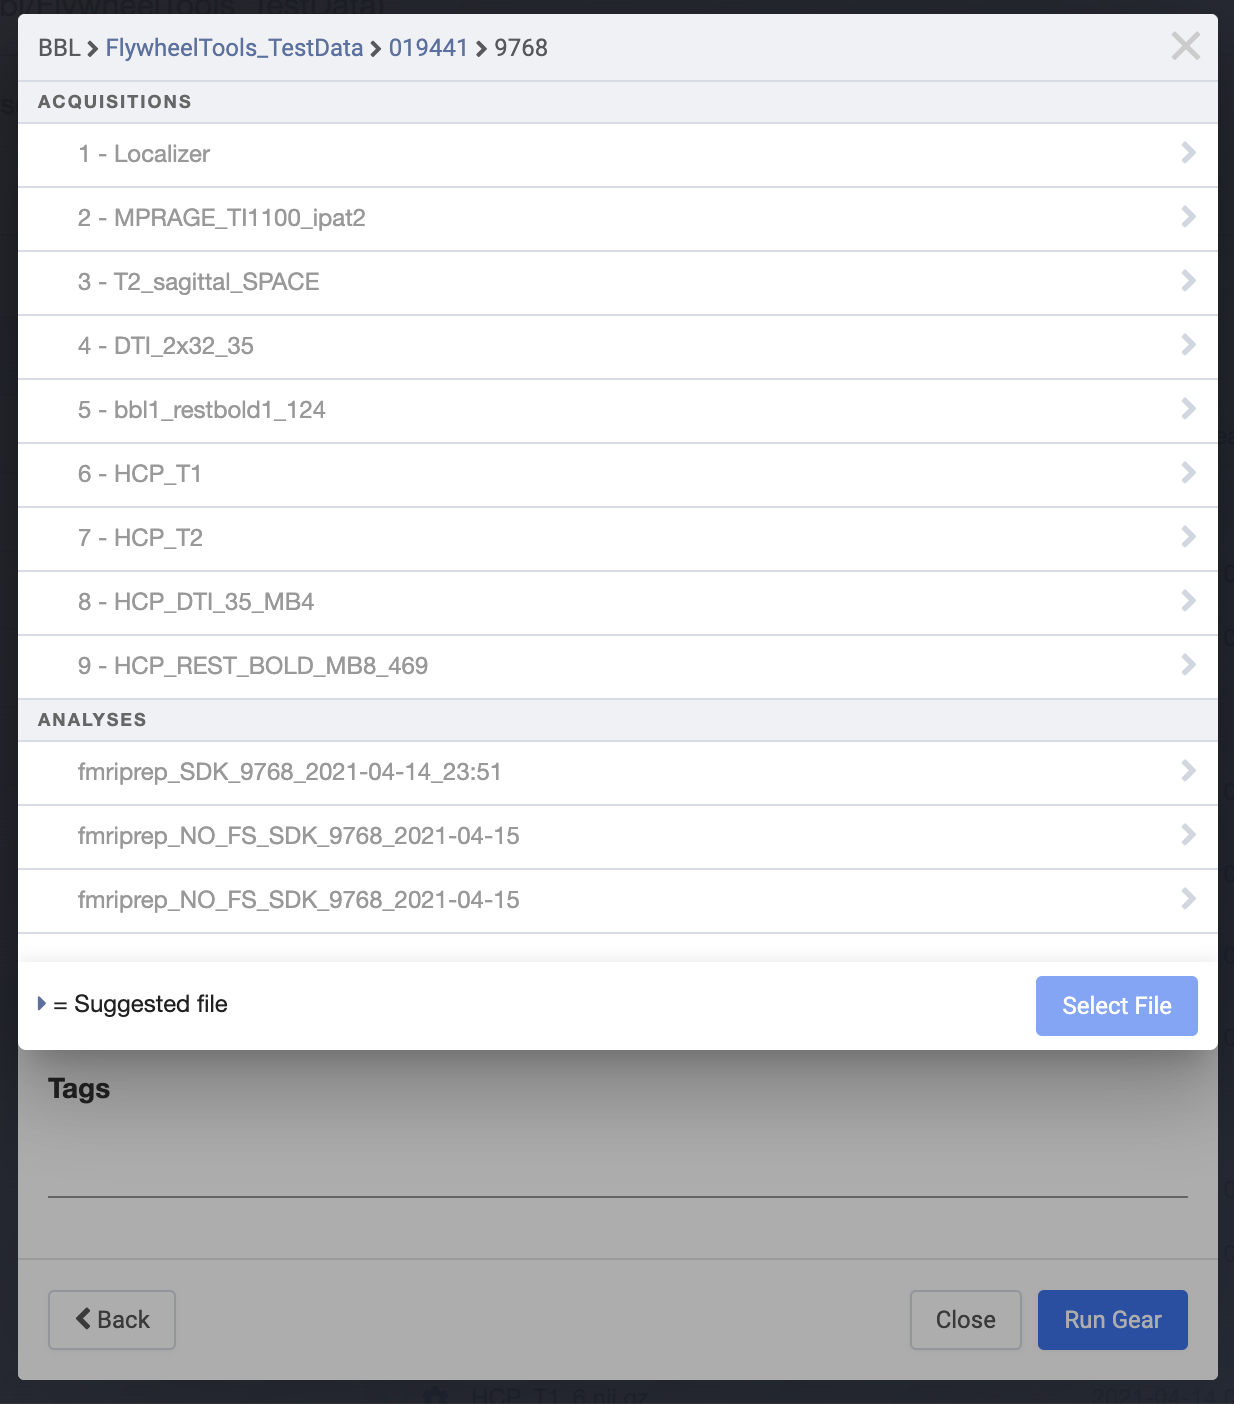 BBL > FlywheelTools_TestData > 019441 > 9768
ACQUISITIONS
1 - Localizer
2 - MPRAGE_TI1100_ipat2
3 - T2_sagittal_SPACE
4 - DTI_2x32_35
5 - bbl1_restbold1_124
6 - HCP_T1
7 - HCP_T2
8 - HCP_DTI_35_MB4
9 - HCP_REST_BOLD_MB8_469
ANALYSES
fmriprep_SDK_9768_2021-04-14_23:51
fmriprep_NO_FS_SDK_9768_2021-04-15
fmriprep_NO_FS_SDK_9768_2021-04-15
= Suggested file
Select File
Tags
Back
Close
Run Gear